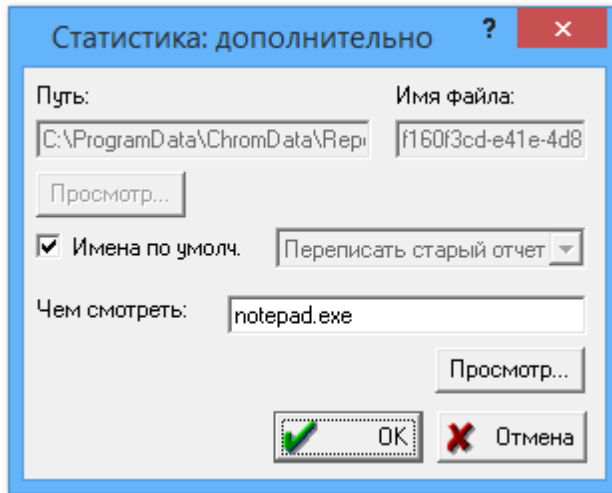 Статистика: дополнительно ? ×
Путь: Имя файла:
C:\ProgramData\ChromData\Rep f160f3cd-e41e-4d8
Просмотр...
Имена по умолч. Переписать старый отчет
Чем смотреть: notepad.exe
Просмотр...
OK Отмена